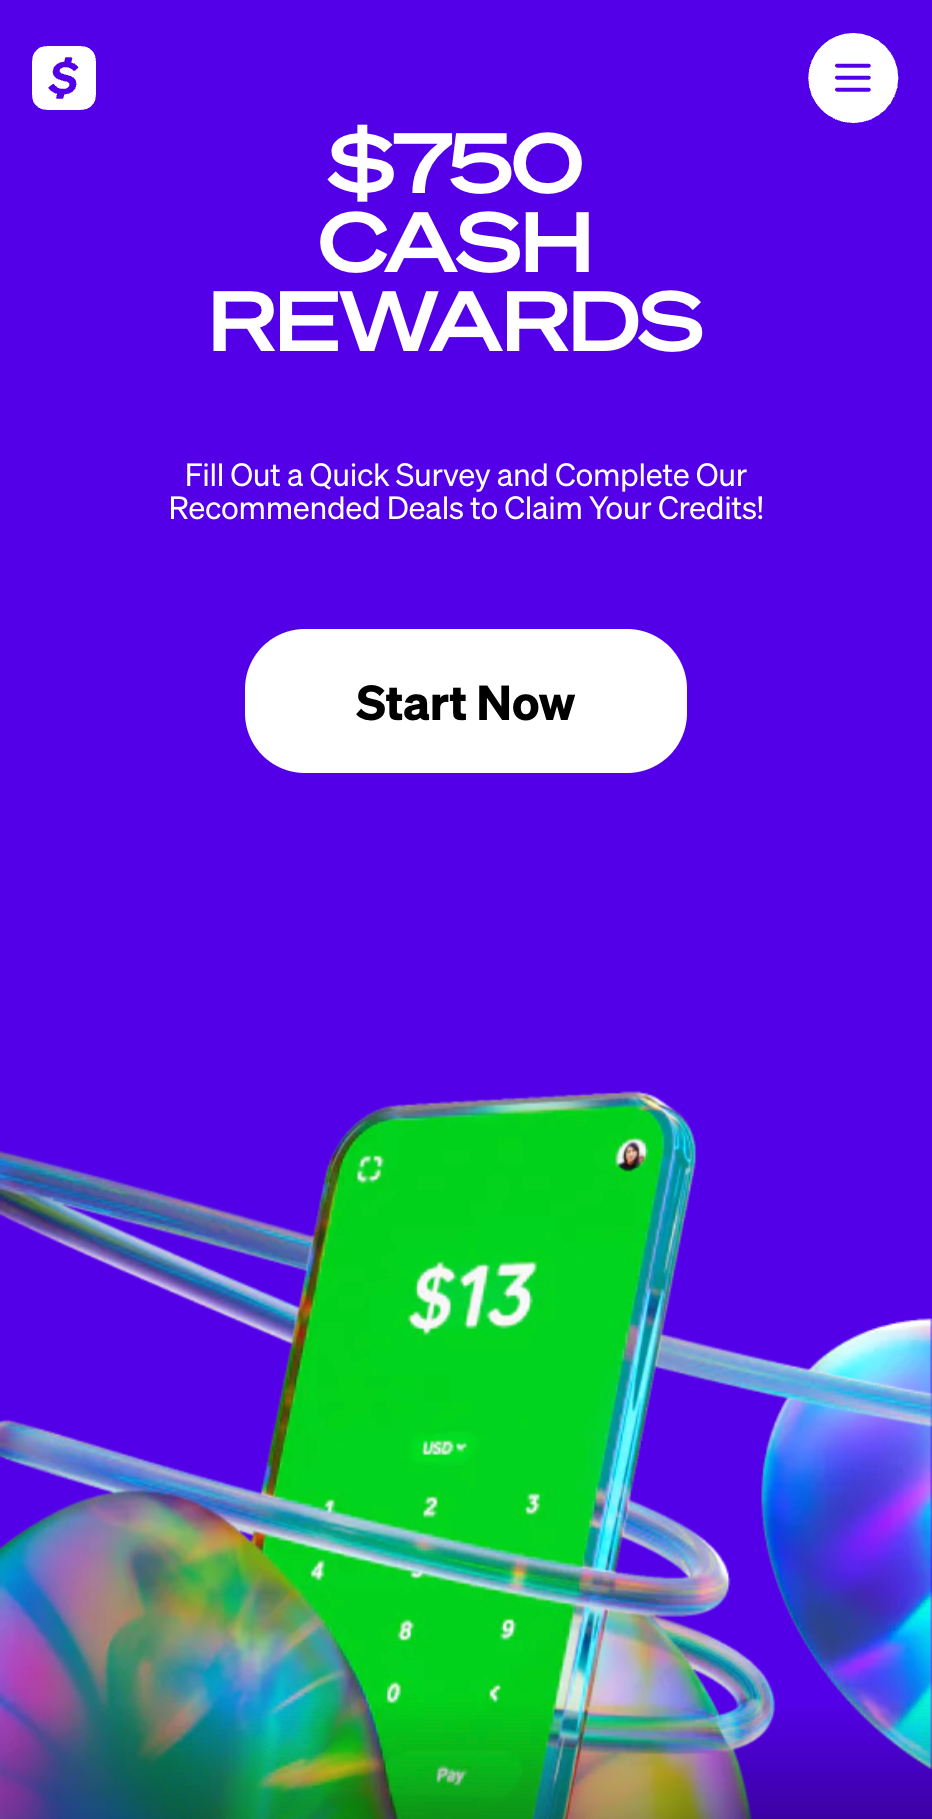 $
$750
CASH
REWARDS
Fill Out a Quick Survey and Complete Our
Recommended Deals to Claim Your Credits!
Start Now
$13
USD
1 2 3
4
8 9
0 <
Pay